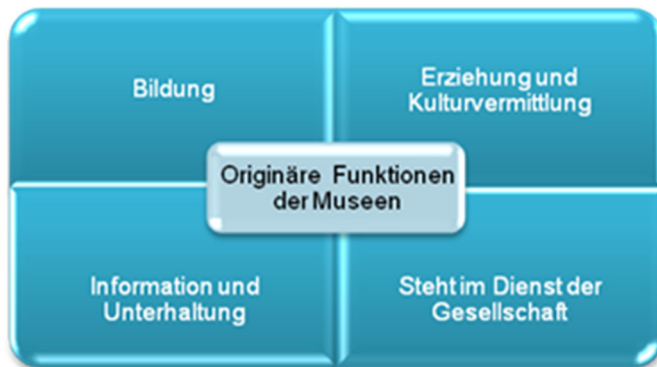 Bildung
Erziehung und
Kulturvermittlung
Originäre Funktionen
der Museen
Information und
Unterhaltung
Steht im Dienst der
Gesellschaft